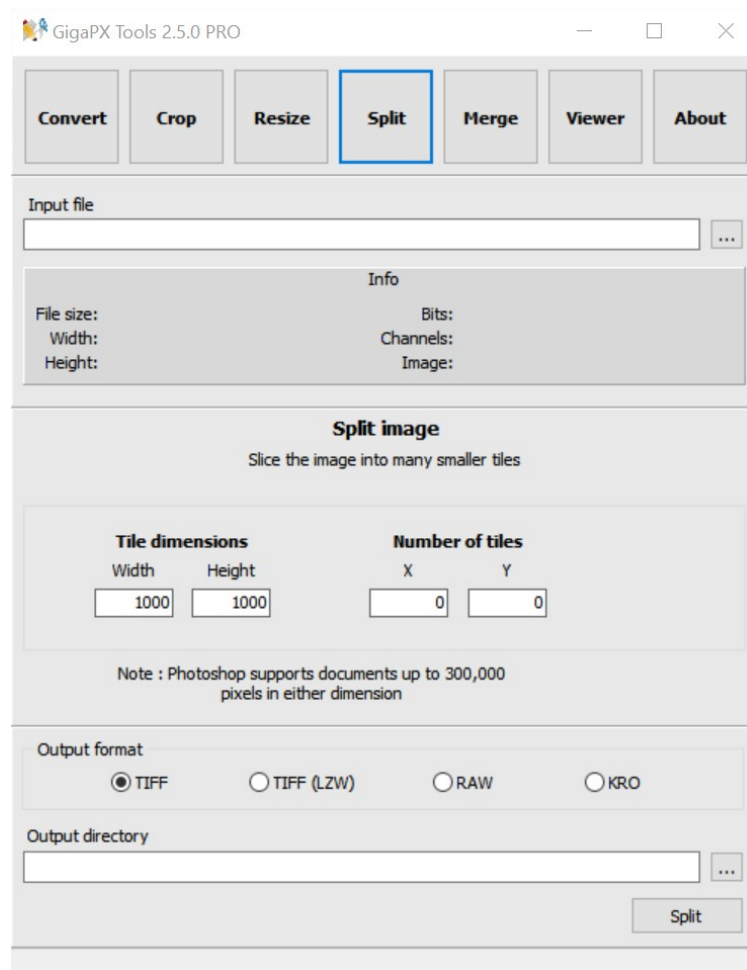 GigaPX Tools 2.5.0 PRO
Convert Crop Resize Split Merge Viewer About
Input file
...
Info
File size: Bits:
Width: Channels:
Height: Image:
Split image
Slice the image into many smaller tiles
Tile dimensions Number of tiles
Width Height X Y
1000 1000 0 0
Note : Photoshop supports documents up to 300,000
pixels in either dimension
Output format
TIFF TIFF (LZW) RAW KRO
Output directory
...
Split